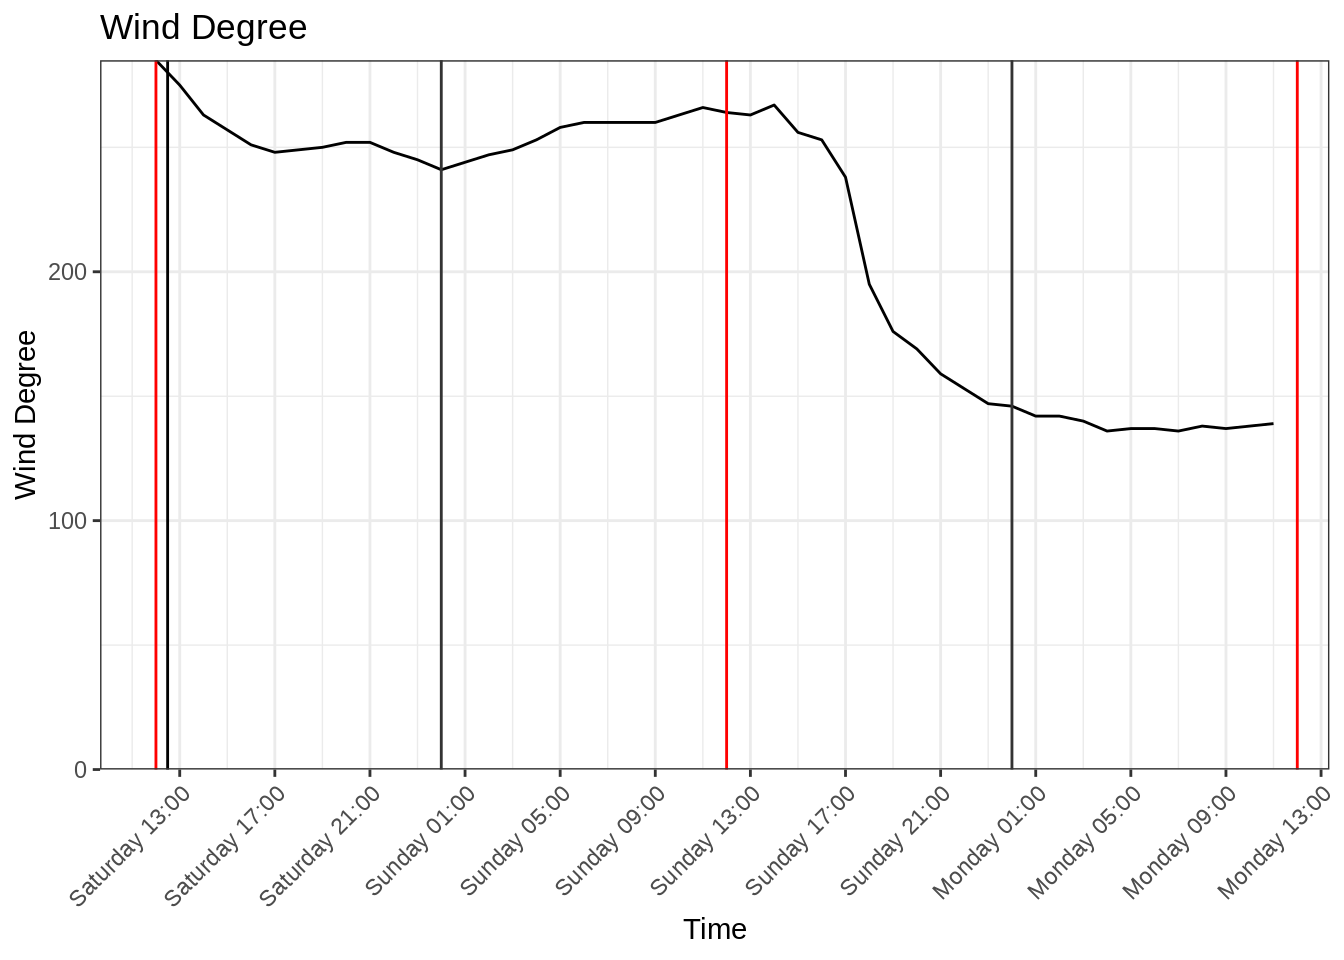 Wind Degree
Wind Degree
200
100
0
Saturday 13:00
Saturday 17:00
Saturday 21:00
Sunday 01:00
Sunday 05:00
Sunday 09:00
Sunday 13:00
Sunday 17:00
Sunday 21:00
Monday 01:00
Monday 05:00
Monday 09:00
Monday 13:00
Time